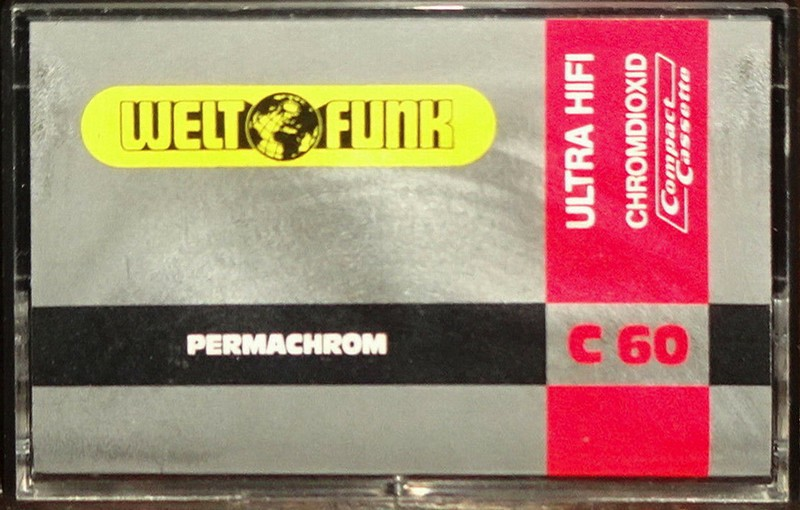 WELT FUNK
PERMACHROM
ULTRA HIFI
CHROMDIOXID
Compact
Cassette
C 60